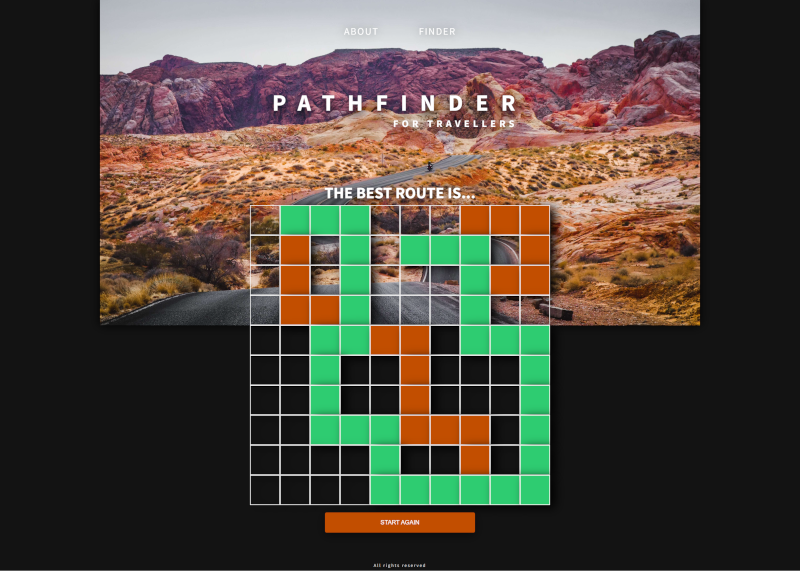 ABOUT FINDER
PATHFINDER
FOR TRAVELLERS
THE BEST ROUTE IS...
START AGAIN
All rights reserved